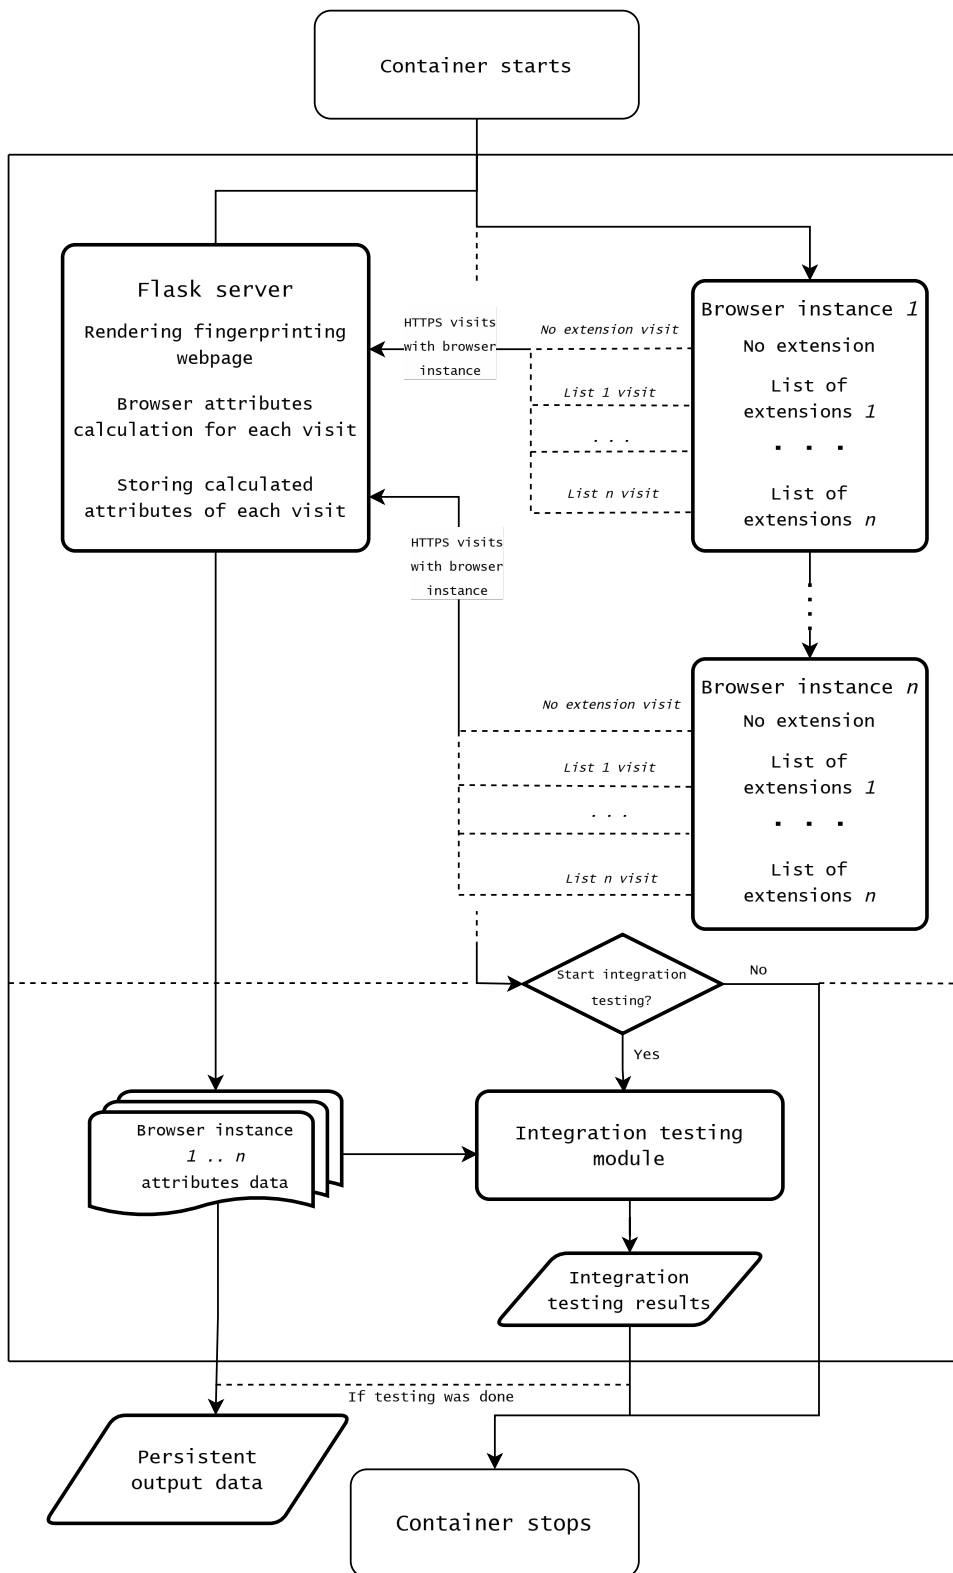 Container starts
Flask server
Rendering fingerprinting
webpage
Browser attributes
calculation for each visit
Storing calculated
attributes of each visit
HTTPS visits
with browser
instance
No extension visit
List 1 visit
. . .
List n visit
Browser instance 1
No extension
List of
extensions 1
. . .
List of
extensions n
HTTPS visits
with browser
instance
No extension visit
List 1 visit
. . .
List n visit
Browser instance n
No extension
List of
extensions 1
. . .
List of
extensions n
Start integration
testing?
No
Yes
Browser instance
1 .. n
attributes data
Integration testing
module
Integration
testing results
If testing was done
Persistent
output data
Container stops